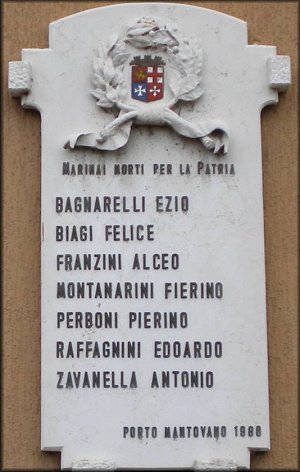 MARINAI MORTI PER LA PATRIA
BAGNARELLI EZIO
BIAGI FELICE
FRANZINI ALCEO
MONTANARINI FIERINO
PERBONI PIERINO
RAFFAGNINI EDOARDO
ZAVANELLA ANTONIO
PORTO MANTOVANO 1980